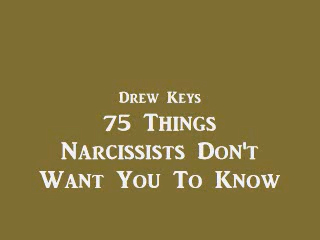 Drew Keys
75 Things
Narcissists Don't
Want You To Know